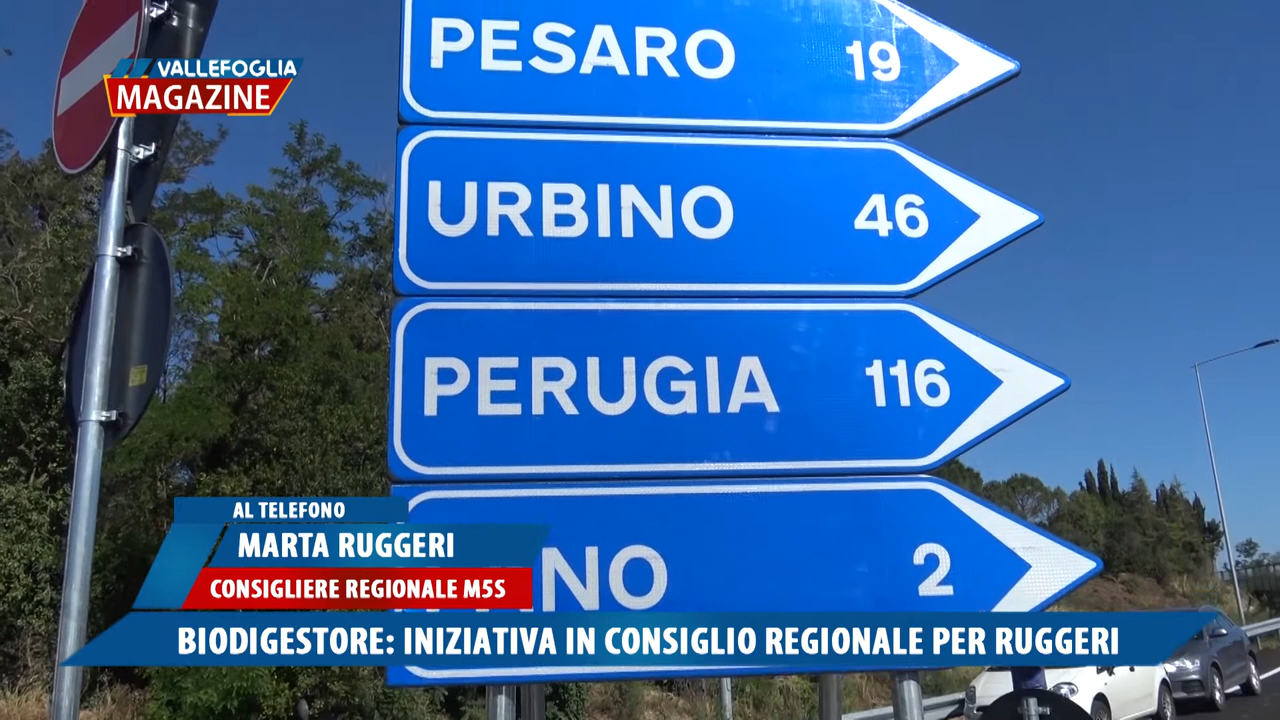 VALLEFOGLIA
MAGAZINE
PESARO 19
URBINO 46
PERUGIA 116
2
AL TELEFONO
MARTA RUGGERI
CONSIGLIERE REGIONALE M5S
BIODIGESTORE: INIZIATIVA IN CONSIGLIO REGIONALE PER RUGGERI